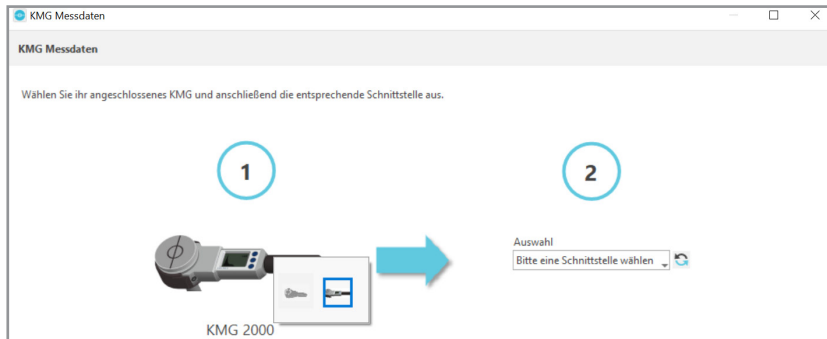 KMG Messdaten
KMG Messdaten
Wählen Sie ihr angeschlossenes KMG und anschließend die entsprechende Schnittstelle aus.
1
2
Auswahl
Bitte eine Schnittstelle wählen
KMG 2000